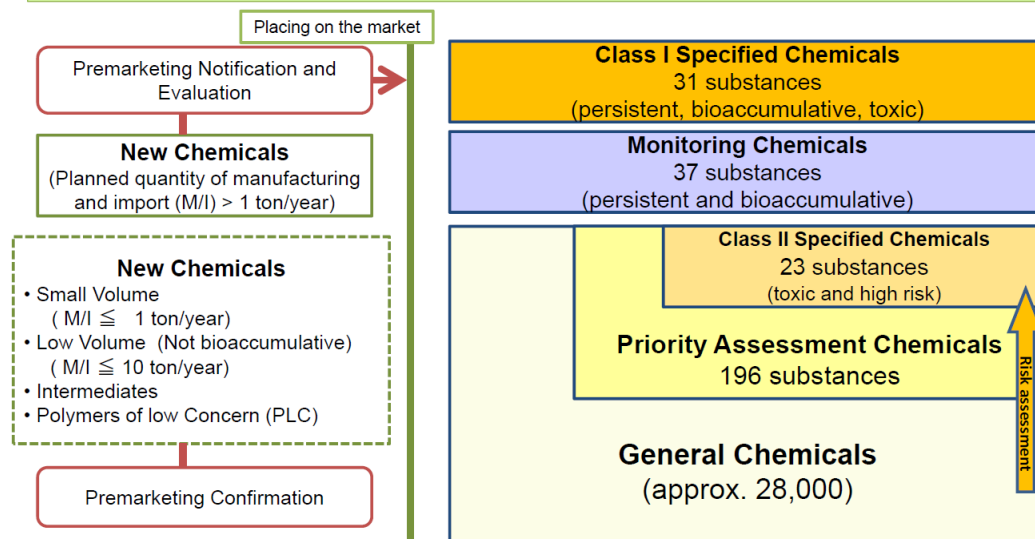 Placing on the market
Premarketing Notification and
Evaluation
New Chemicals
(Planned quantity of manufacturing
and import (M/I) > 1 ton/year)
New Chemicals
• Small Volume
( M/I ≦ 1 ton/year)
• Low Volume (Not bioaccumulative)
( M/I ≦ 10 ton/year)
• Intermediates
• Polymers of low Concern (PLC)
Premarketing Confirmation
Class I Specified Chemicals
31 substances
(persistent, bioaccumulative, toxic)
Monitoring Chemicals
37 substances
(persistent and bioaccumulative)
Class II Specified Chemicals
23 substances
(toxic and high risk)
Priority Assessment Chemicals
196 substances
General Chemicals
(approx. 28,000)
Risk assessment